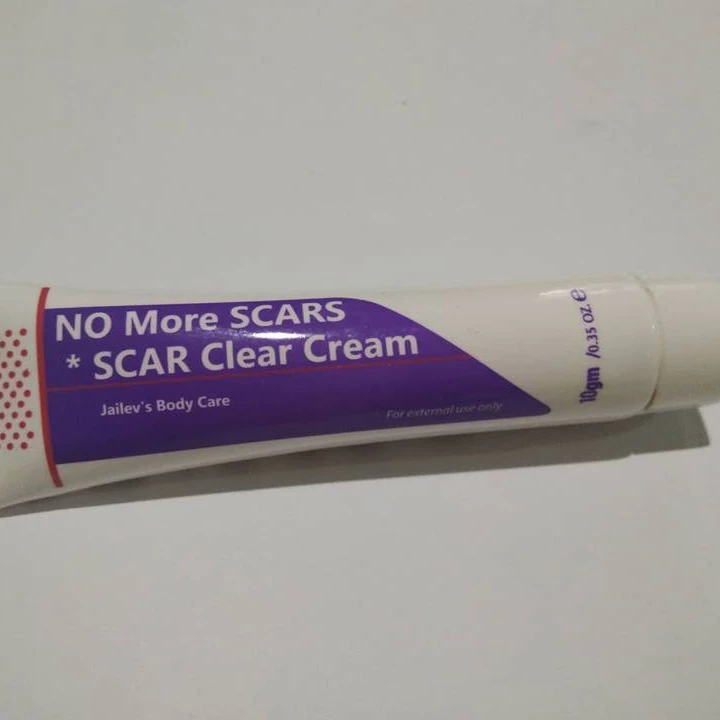 NO More SCARS
* SCAR Clear Cream
Jailev's Body Care
For external use only
10gm /0.35 OZ. e